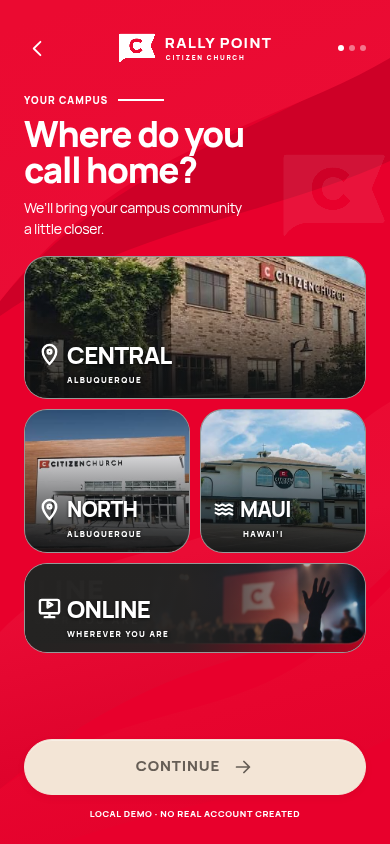 RALLY POINT
CITIZEN CHURCH
YOUR CAMPUS
Where do you
call home?
We'll bring your campus community
a little closer.
CITIZENCHURCH
CENTRAL
ALBUQUERQUE
CITIZENCHURCH
NORTH
ALBUQUERQUE
MAUI
HAWAI'I
ONLINE
WHEREVER YOU ARE
CONTINUE
LOCAL DEMO · NO REAL ACCOUNT CREATED